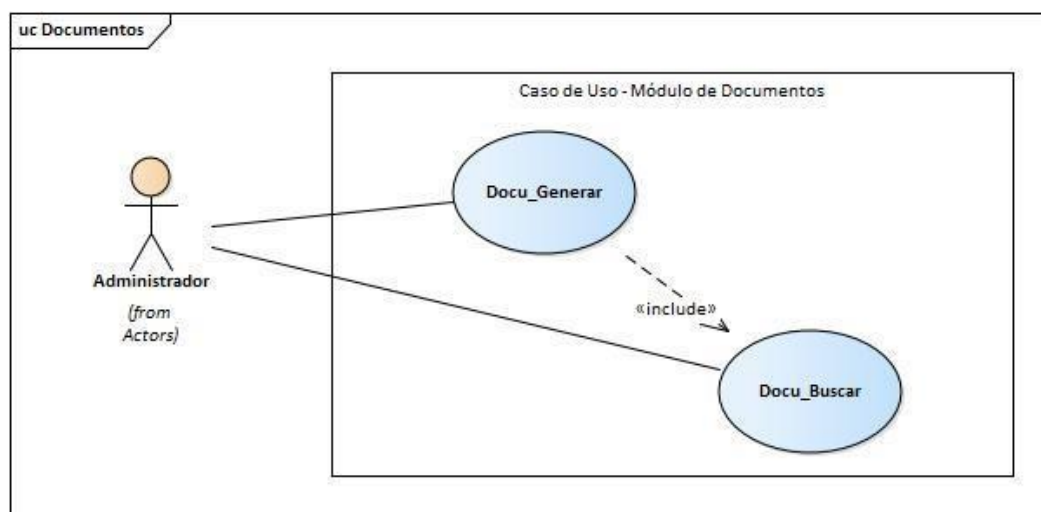 uc Documentos
Caso de Uso - Módulo de Documentos
Docu_Generar
Administrador
(from
Actors)
«include»
Docu_Buscar